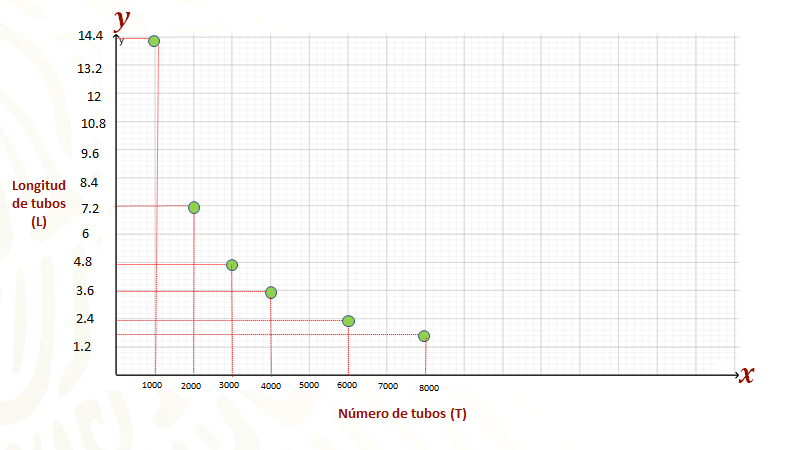 y
14.4
y
13.2
12
10.8
9.6
8.4
Longitud
de tubos
(L)
7.2
6
4.8
3.6
2.4
1.2
x
1000 2000 3000 4000 5000 6000 7000 8000
Número de tubos (T)